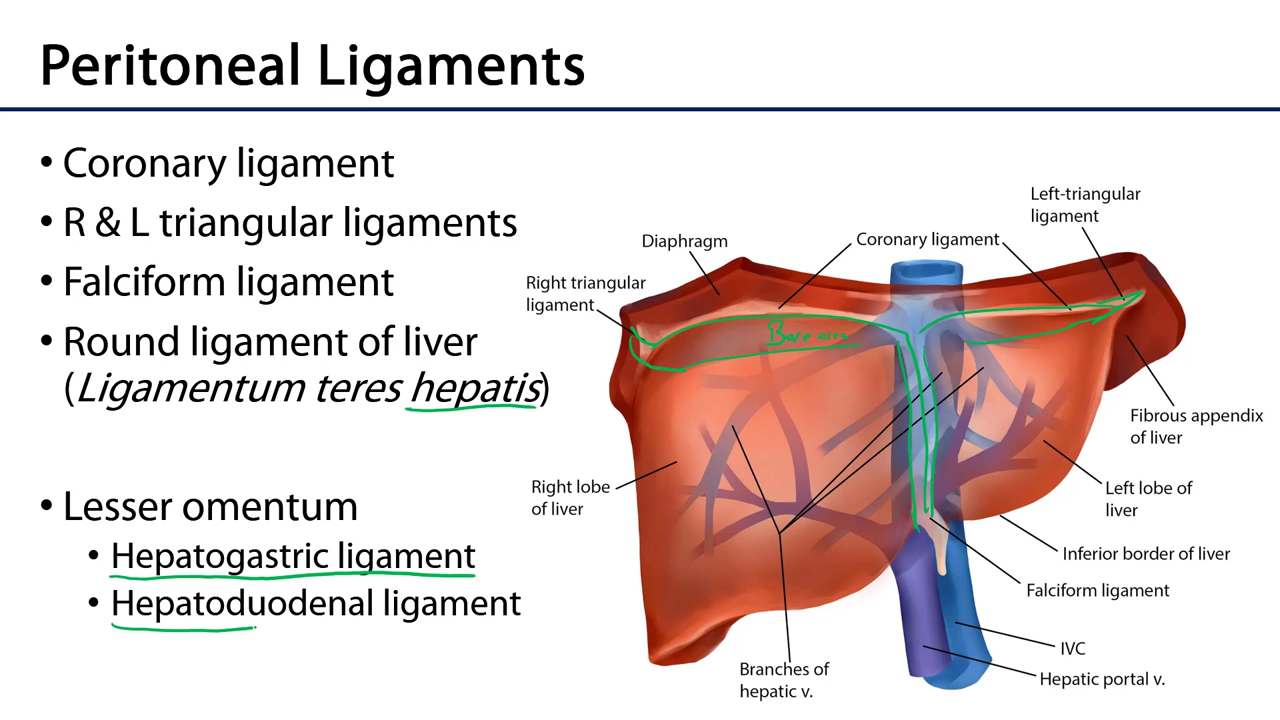 Peritoneal Ligaments
• Coronary ligament
• R & L triangular ligaments
• Falciform ligament
• Round ligament of liver
(Ligamentum teres hepatis)
• Lesser omentum
• Hepatogastric ligament
• Hepatoduodenal ligament
Left-triangular
ligament
Diaphragm
Coronary ligament
Right triangular
ligament
Bare area
Fibrous appendix
of liver
Right lobe
of liver
Left lobe of
liver
Inferior border of liver
Falciform ligament
IVC
Branches of
hepatic v.
Hepatic portal v.